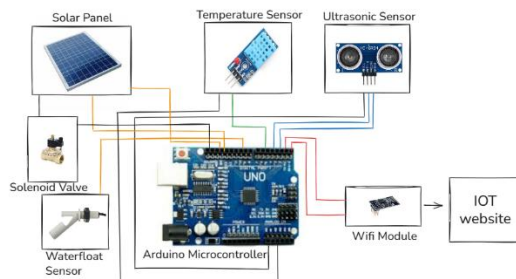 Solar Panel
Temperature Sensor
Ultrasonic Sensor
Solenoid Valve
UNO
Waterfloat
Sensor
Arduino Microcontroller
Wifi Module
IOT
website